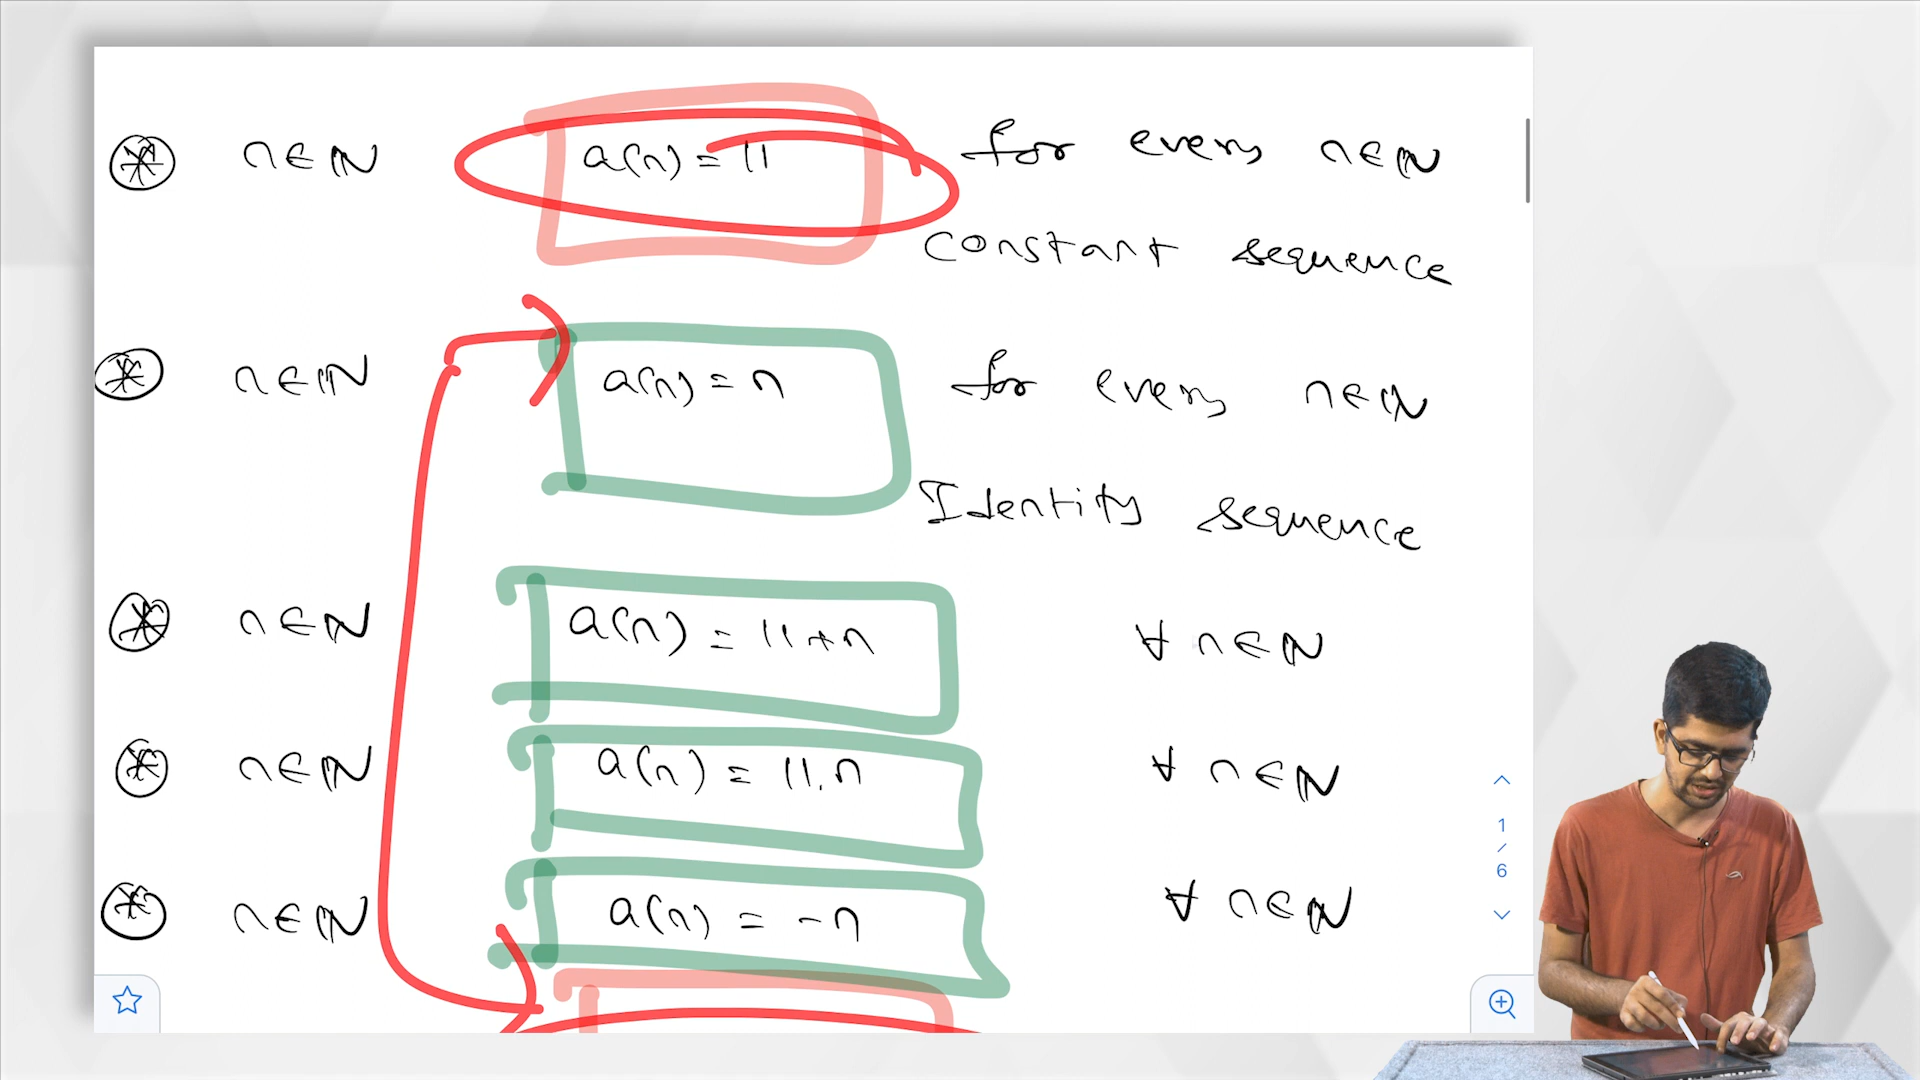 n∈ℕ a(n) = 11 for every n∈ℕ
constant sequence
n∈ℕ a(n) = n for every n∈ℕ
Identity sequence
n∈ℕ a(n) = 11+n ∀ n∈ℕ
n∈ℕ a(n) = 11.n ∀ n∈ℕ
n∈ℕ a(n) = -n ∀ n∈ℕ
1
/
6